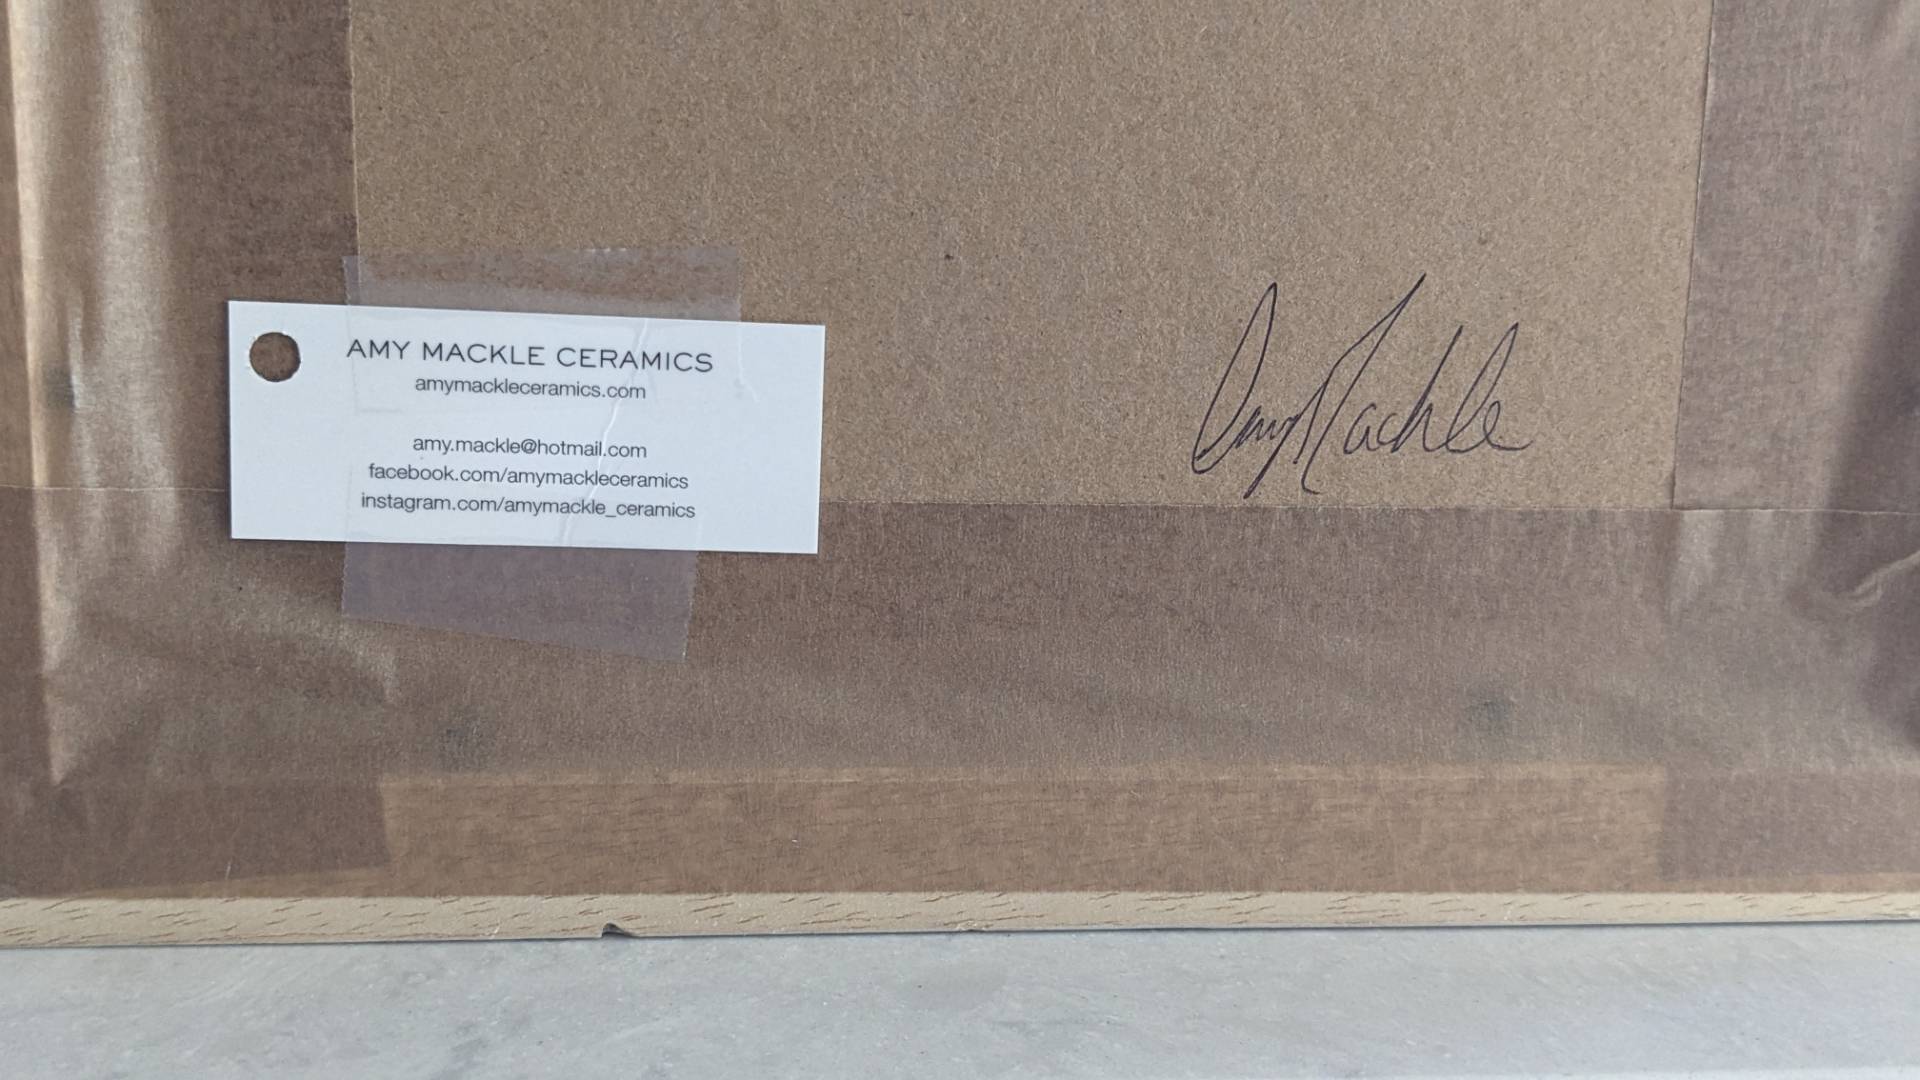 AMY MACKLE CERAMICS
amymackleceramics.com
amy.mackle@hotmail.com
facebook.com/amymackleceramics
instagram.com/amymackle_ceramics
Amy Mackle